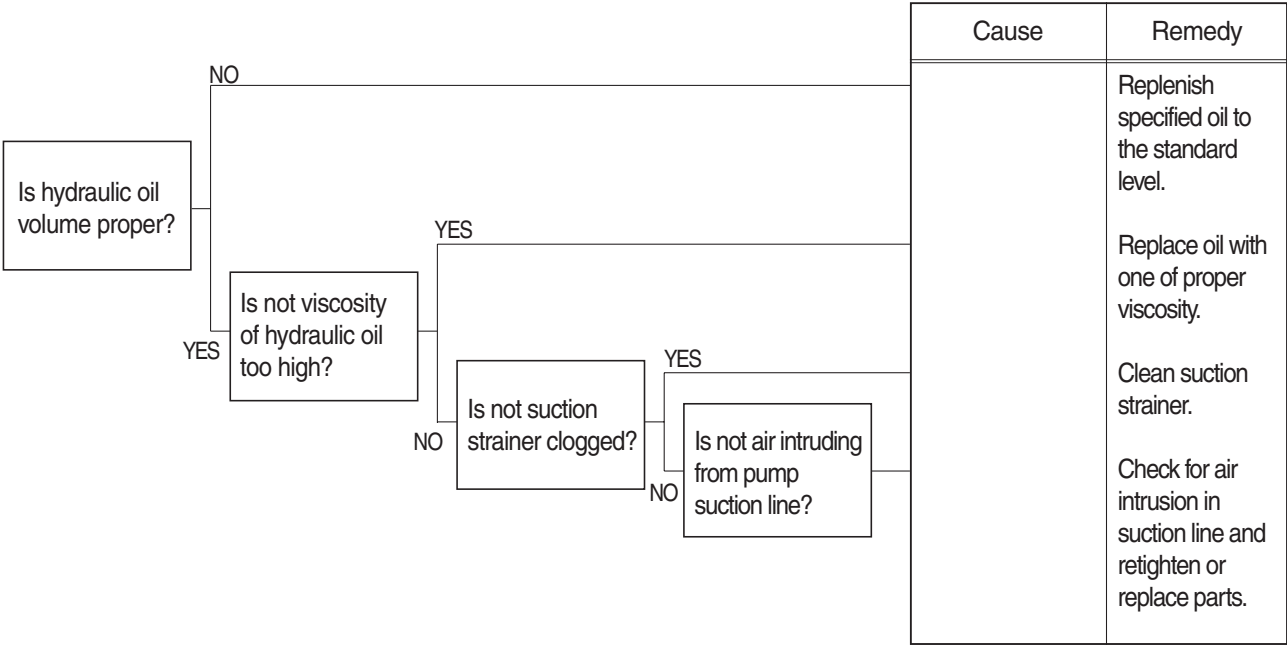 Cause
Remedy
NO
Replenish
specified oil to
the standard
level.
Is hydraulic oil
volume proper?
YES
Replace oil with
one of proper
viscosity.
YES
Is not viscosity
of hydraulic oil
too high?
YES
Clean suction
strainer.
NO
Is not suction
strainer clogged?
NO
Is not air intruding
from pump
suction line?
Check for air
intrusion in
suction line and
retighten or
replace parts.